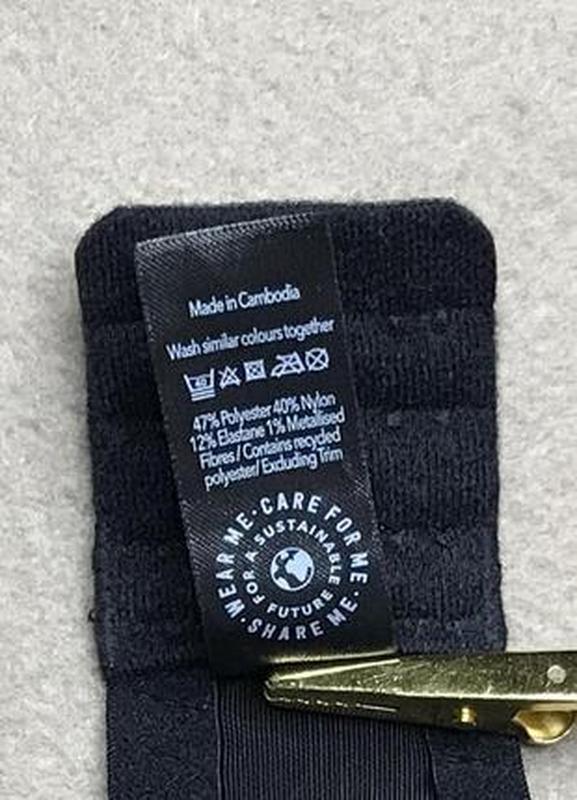 Made in Cambodia
Wash similar colours together
40
47% Polyester 40% Nylon
12% Elastane 1% Metallised
Fibres / Contains recycled
polyester/ Excluding Trim
WEAR ME · CARE FOR ME · SHARE ME ·
FOR A SUSTAINABLE FUTURE